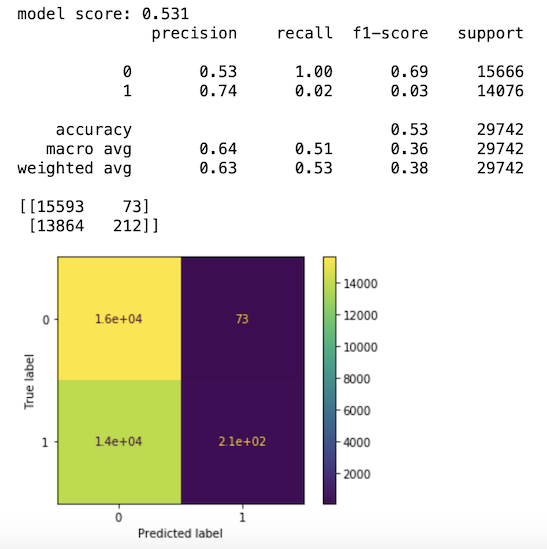 model score: 0.531
precision recall f1-score support
0 0.53 1.00 0.69 15666
1 0.74 0.02 0.03 14076
accuracy 0.53 29742
macro avg 0.64 0.51 0.36 29742
weighted avg 0.63 0.53 0.38 29742
[[15593 73]
[13864 212]]
14000
0 1.6e+04 73
12000
10000
True label
8000
6000
1 1.4e+04 2.1e+02
4000
2000
0 1
Predicted label